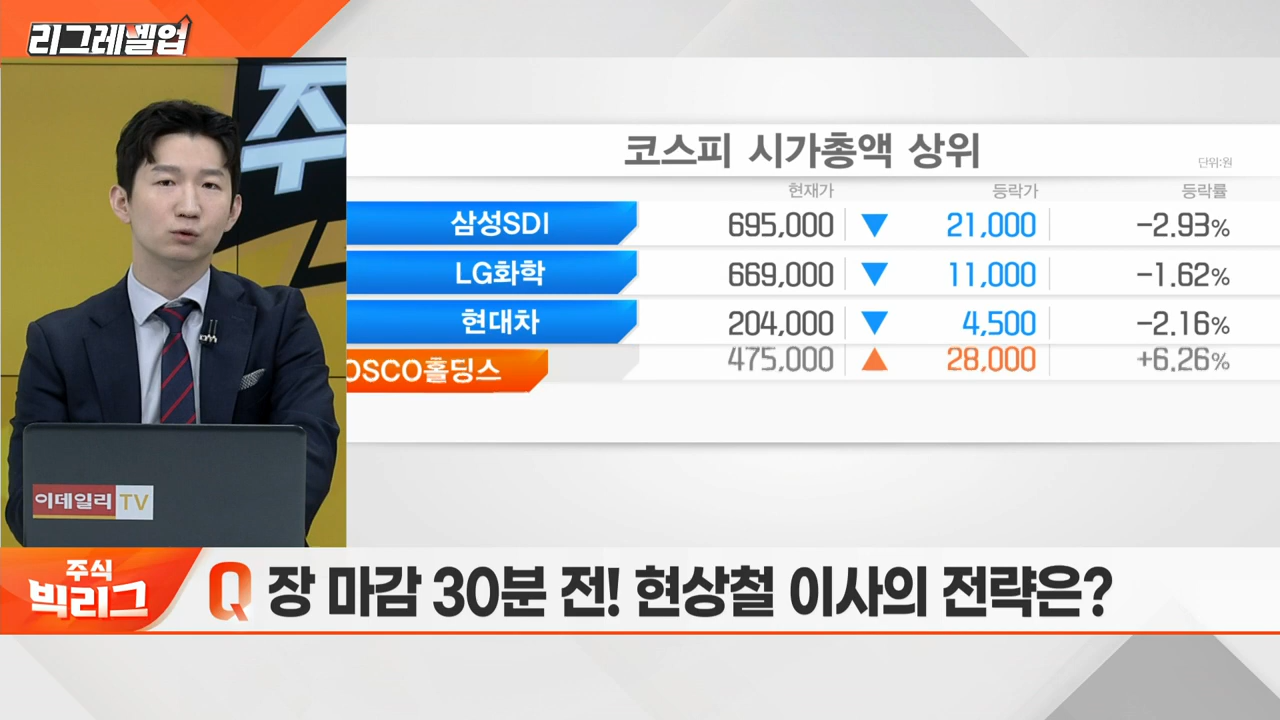 리그레벨업
주
코스피 시가총액 상위
단위:원
현재가 등락가 등락률
삼성SDI 695,000 ▼ 21,000 -2.93%
LG화학 669,000 ▼ 11,000 -1.62%
현대차 204,000 ▼ 4,500 -2.16%
OSCO홀딩스 475,000 ▲ 28,000 +6.26%
이데일리 TV
주식
빅리그
Q 장 마감 30분 전! 현상철 이사의 전략은?